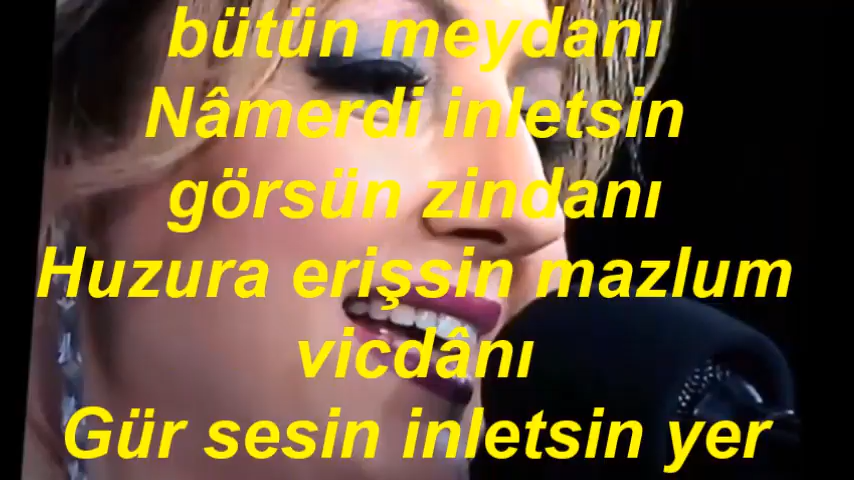 bütün meydanı
Nâmerdi inletsin
görsün zindanı
Huzura erişsin mazlum
vicdânı
Gür sesin inletsin yer